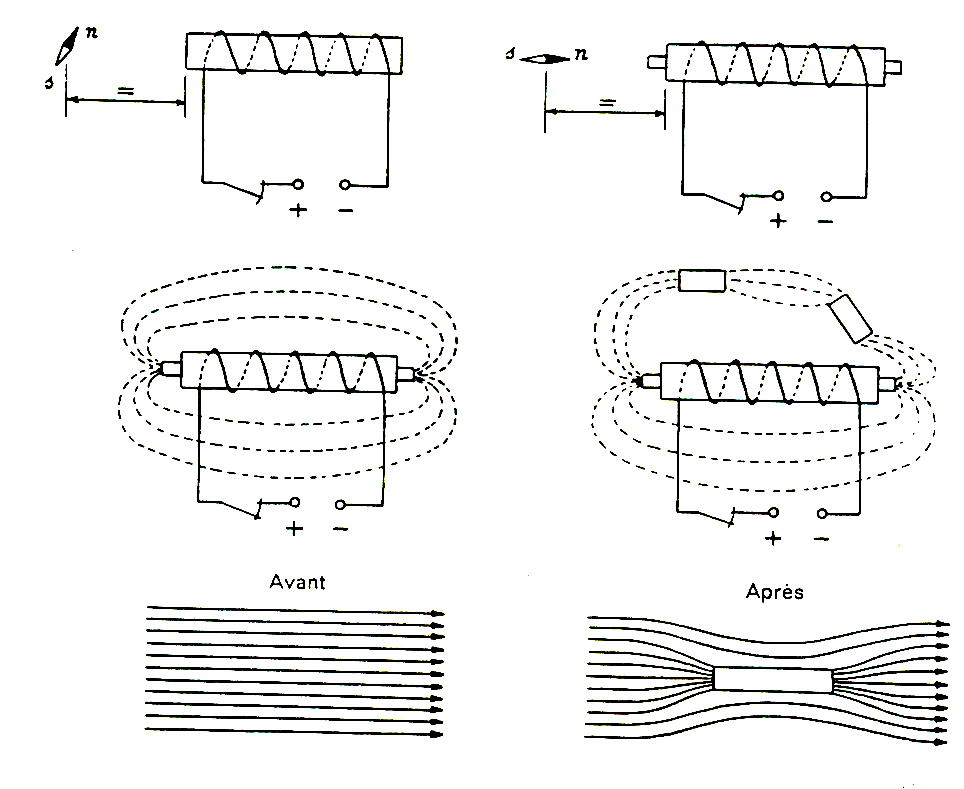 n
s
=
+ −
s n
=
+ −
+ −
+ −
Avant
Après